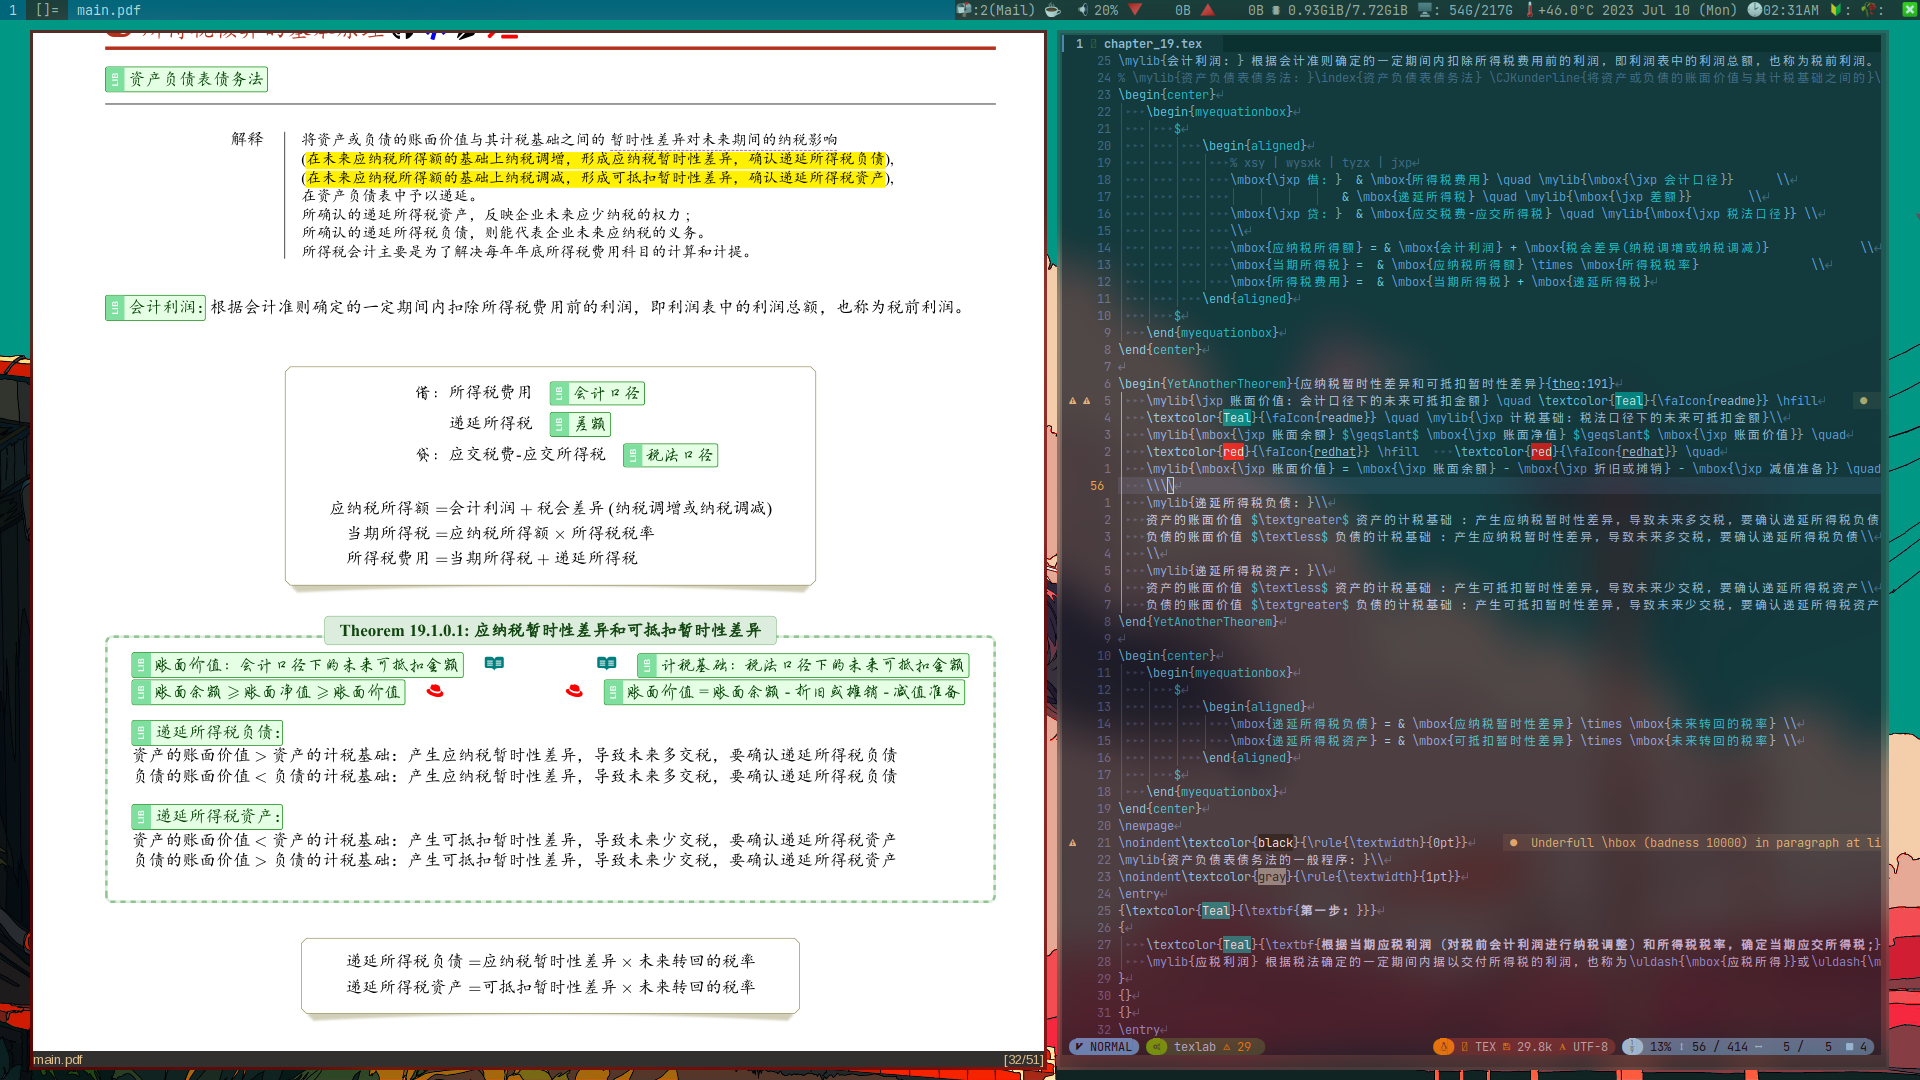 1 []= main.pdf
:2(Mail) 20% 0B 0B 0.93GiB/7.72GiB : 54G/217G +46.0°C 2023 Jul 10 (Mon) 02:31AM : :
所得税核算的基本原理
LIB 资产负债表债务法
解释 将资产或负债的账面价值与其计税基础之间的 暂时性差异对未来期间的纳税影响
(在未来应纳税所得额的基础上纳税调增，形成应纳税暂时性差异，确认递延所得税负债),
(在未来应纳税所得额的基础上纳税调减，形成可抵扣暂时性差异，确认递延所得税资产),
在资产负债表中予以递延。
所确认的递延所得税资产，反映企业未来应少纳税的权力；
所确认的递延所得税负债，则能代表企业未来应纳税的义务。
所得税会计主要是为了解决每年年底所得税费用科目的计算和计提。
LIB 会计利润: 根据会计准则确定的一定期间内扣除所得税费用前的利润，即利润表中的利润总额，也称为税前利润。
借: 所得税费用 LIB 会计口径
递延所得税 LIB 差额
贷: 应交税费-应交所得税 LIB 税法口径
应纳税所得额 =会计利润 + 税会差异 (纳税调增或纳税调减)
当期所得税 =应纳税所得额 × 所得税税率
所得税费用 =当期所得税 + 递延所得税
Theorem 19.1.0.1: 应纳税暂时性差异和可抵扣暂时性差异
LIB 账面价值: 会计口径下的未来可抵扣金额 LIB 计税基础: 税法口径下的未来可抵扣金额
LIB 账面余额 ⩾ 账面净值 ⩾ 账面价值 LIB 账面价值 = 账面余额 - 折旧或摊销 - 减值准备
LIB 递延所得税负债:
资产的账面价值 > 资产的计税基础: 产生应纳税暂时性差异，导致未来多交税，要确认递延所得税负债
负债的账面价值 < 负债的计税基础: 产生应纳税暂时性差异，导致未来多交税，要确认递延所得税负债
LIB 递延所得税资产:
资产的账面价值 < 资产的计税基础: 产生可抵扣暂时性差异，导致未来少交税，要确认递延所得税资产
负债的账面价值 > 负债的计税基础: 产生可抵扣暂时性差异，导致未来少交税，要确认递延所得税资产
递延所得税负债 =应纳税暂时性差异 × 未来转回的税率
递延所得税资产 =可抵扣暂时性差异 × 未来转回的税率
main.pdf [32/51]
1 chapter_19.tex
25 \mylib{会计利润: } 根据会计准则确定的一定期间内扣除所得税费用前的利润，即利润表中的利润总额，也称为税前利润。
24 % \mylib{资产负债表债务法: }\index{资产负债表债务法} \CJKunderline{将资产或负债的账面价值与其计税基础之间的}\
23 \begin{center}
22 \begin{myequationbox}
21 $
20 \begin{aligned}
19 % xsy | wysxk | tyzx | jxp
18 \mbox{\jxp 借: } & \mbox{所得税费用} \quad \mylib{\mbox{\jxp 会计口径}} \\
17 & \mbox{递延所得税} \quad \mylib{\mbox{\jxp 差额}} \\
16 \mbox{\jxp 贷: } & \mbox{应交税费-应交所得税} \quad \mylib{\mbox{\jxp 税法口径}} \\
15 \\
14 \mbox{应纳税所得额} = & \mbox{会计利润} + \mbox{税会差异(纳税调增或纳税调减)} \\
13 \mbox{当期所得税} = & \mbox{应纳税所得额} \times \mbox{所得税税率} \\
12 \mbox{所得税费用} = & \mbox{当期所得税} + \mbox{递延所得税}
11 \end{aligned}
10 $
9 \end{myequationbox}
8 \end{center}
7
6 \begin{YetAnotherTheorem}{应纳税暂时性差异和可抵扣暂时性差异}{theo:191}
5 \mylib{\jxp 账面价值: 会计口径下的未来可抵扣金额} \quad \textcolor{Teal}{\faIcon{readme}} \hfill
4 \textcolor{Teal}{\faIcon{readme}} \quad \mylib{\jxp 计税基础: 税法口径下的未来可抵扣金额}\\
3 \mylib{\mbox{\jxp 账面余额} $\geqslant$ \mbox{\jxp 账面净值} $\geqslant$ \mbox{\jxp 账面价值}} \quad
2 \textcolor{red}{\faIcon{redhat}} \hfill \textcolor{red}{\faIcon{redhat}} \quad
1 \mylib{\mbox{\jxp 账面价值} = \mbox{\jxp 账面余额} - \mbox{\jxp 折旧或摊销} - \mbox{\jxp 减值准备}} \quad
56 \\\\
1 \mylib{递延所得税负债: }\\
2 资产的账面价值 $\textgreater$ 资产的计税基础 : 产生应纳税暂时性差异, 导致未来多交税, 要确认递延所得税负债
3 负债的账面价值 $\textless$ 负债的计税基础 : 产生应纳税暂时性差异, 导致未来多交税, 要确认递延所得税负债\\
4 \\
5 \mylib{递延所得税资产: }\\
6 资产的账面价值 $\textless$ 资产的计税基础 : 产生可抵扣暂时性差异, 导致未来少交税, 要确认递延所得税资产\\
7 负债的账面价值 $\textgreater$ 负债的计税基础 : 产生可抵扣暂时性差异, 导致未来少交税, 要确认递延所得税资产
8 \end{YetAnotherTheorem}
9
10 \begin{center}
11 \begin{myequationbox}
12 $
13 \begin{aligned}
14 \mbox{递延所得税负债} = & \mbox{应纳税暂时性差异} \times \mbox{未来转回的税率} \\
15 \mbox{递延所得税资产} = & \mbox{可抵扣暂时性差异} \times \mbox{未来转回的税率} \\
16 \end{aligned}
17 $
18 \end{myequationbox}
19 \end{center}
20 \newpage
21 \noindent\textcolor{black}{\rule{\textwidth}{0pt}} Underfull \hbox (badness 10000) in paragraph at li
22 \mylib{资产负债表债务法的一般程序: }\\
23 \noindent\textcolor{gray}{\rule{\textwidth}{1pt}}
24 \entry
25 {\textcolor{Teal}{\textbf{第一步: }}}
26 {
27 \textcolor{Teal}{\textbf{根据当期应税利润 (对税前会计利润进行纳税调整) 和所得税税率, 确定当期应交所得税;}
28 \mylib{应税利润} 根据税法确定的一定期间内据以交付所得税的利润, 也称为\uldash{\mbox{应税所得}}或\uldash{\m
29 }
30 {}
31 {}
32 \entry
NORMAL texlab 29 TEX 29.8k UTF-8 13% 56 / 414 5 / 5 4